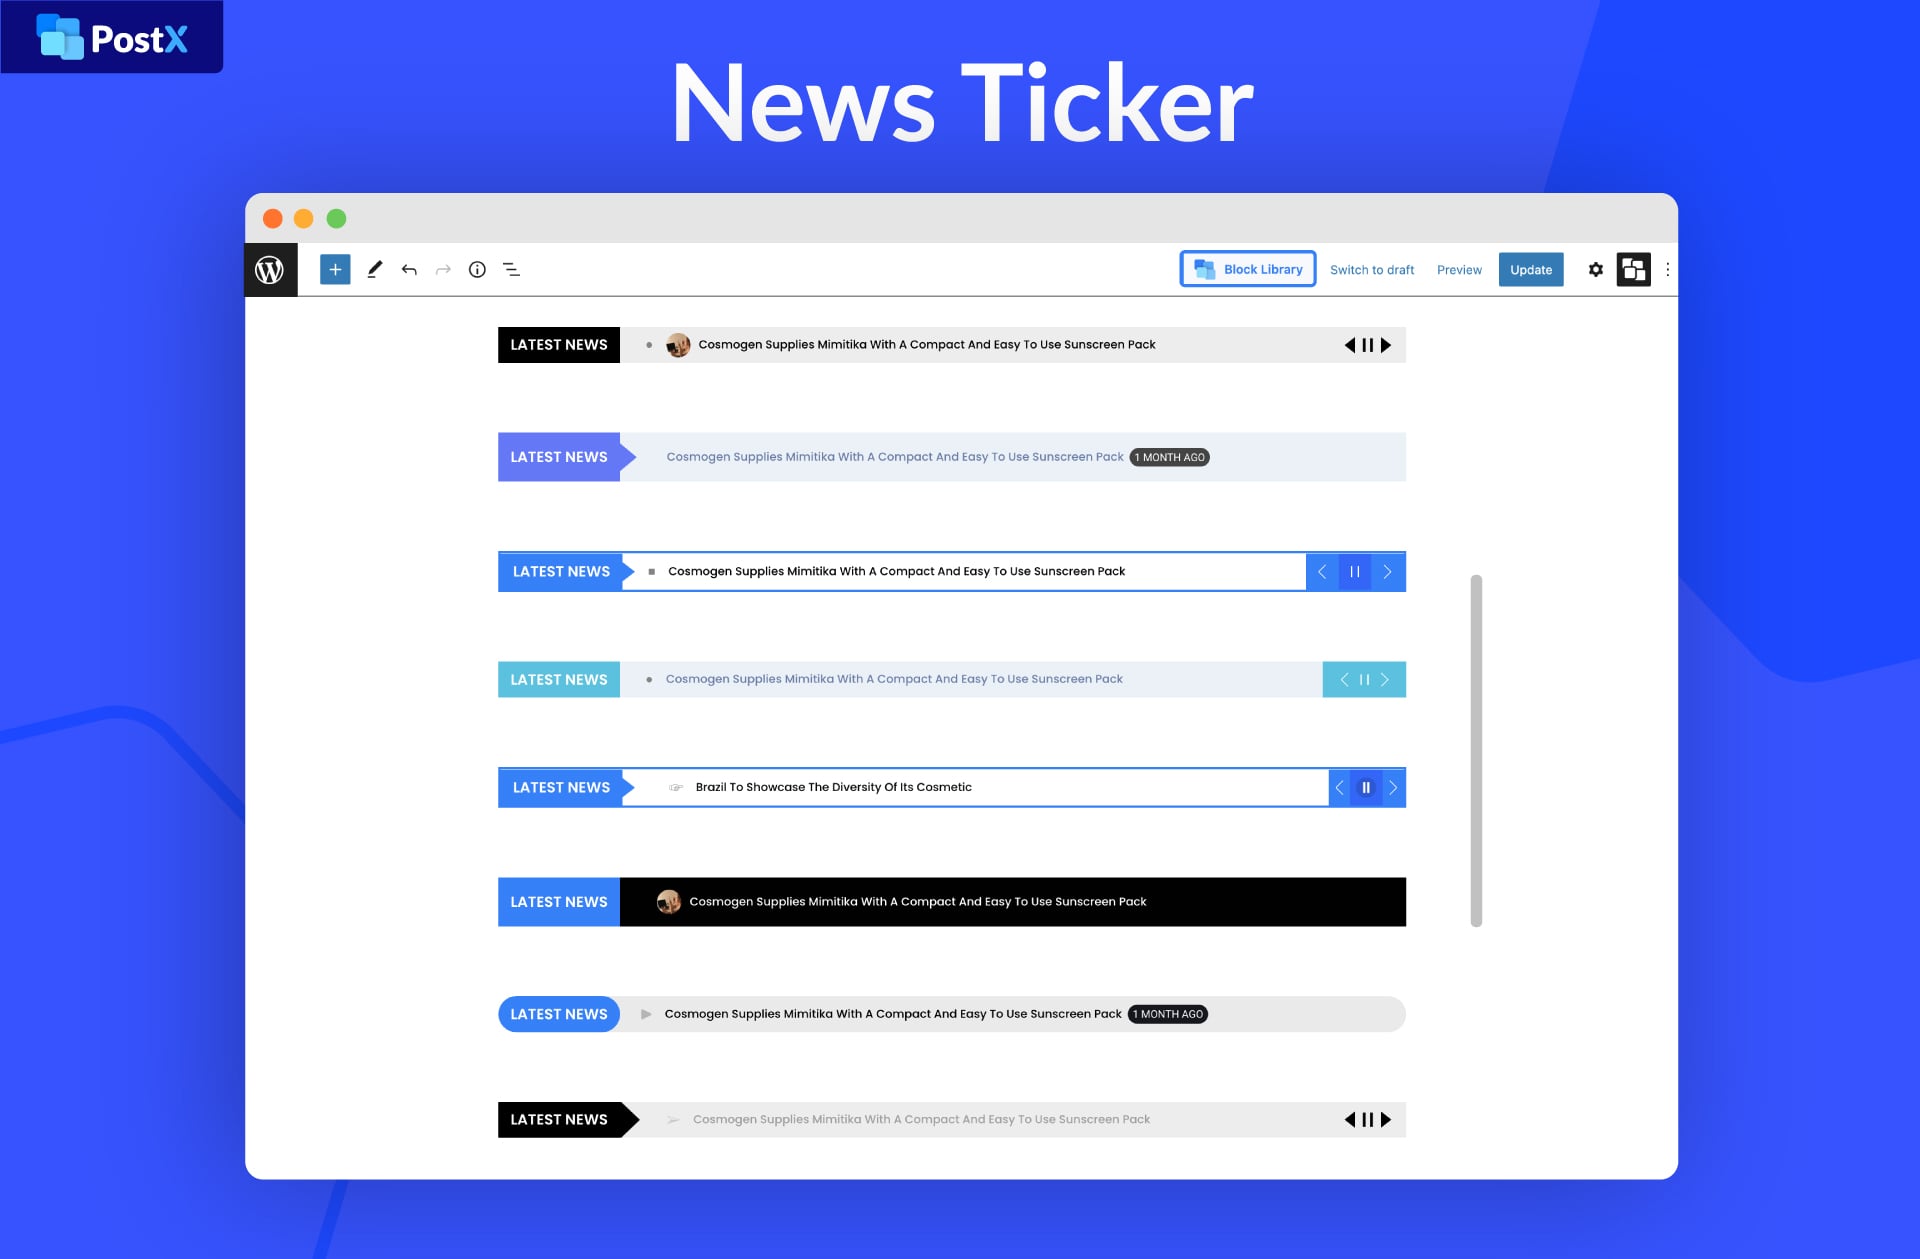 PostX
News Ticker
Block Library Switch to draft Preview Update
LATEST NEWS Cosmogen Supplies Mimitika With A Compact And Easy To Use Sunscreen Pack
LATEST NEWS Cosmogen Supplies Mimitika With A Compact And Easy To Use Sunscreen Pack 1 MONTH AGO
LATEST NEWS Cosmogen Supplies Mimitika With A Compact And Easy To Use Sunscreen Pack
LATEST NEWS Cosmogen Supplies Mimitika With A Compact And Easy To Use Sunscreen Pack
LATEST NEWS Brazil To Showcase The Diversity Of Its Cosmetic
LATEST NEWS Cosmogen Supplies Mimitika With A Compact And Easy To Use Sunscreen Pack
LATEST NEWS Cosmogen Supplies Mimitika With A Compact And Easy To Use Sunscreen Pack 1 MONTH AGO
LATEST NEWS Cosmogen Supplies Mimitika With A Compact And Easy To Use Sunscreen Pack